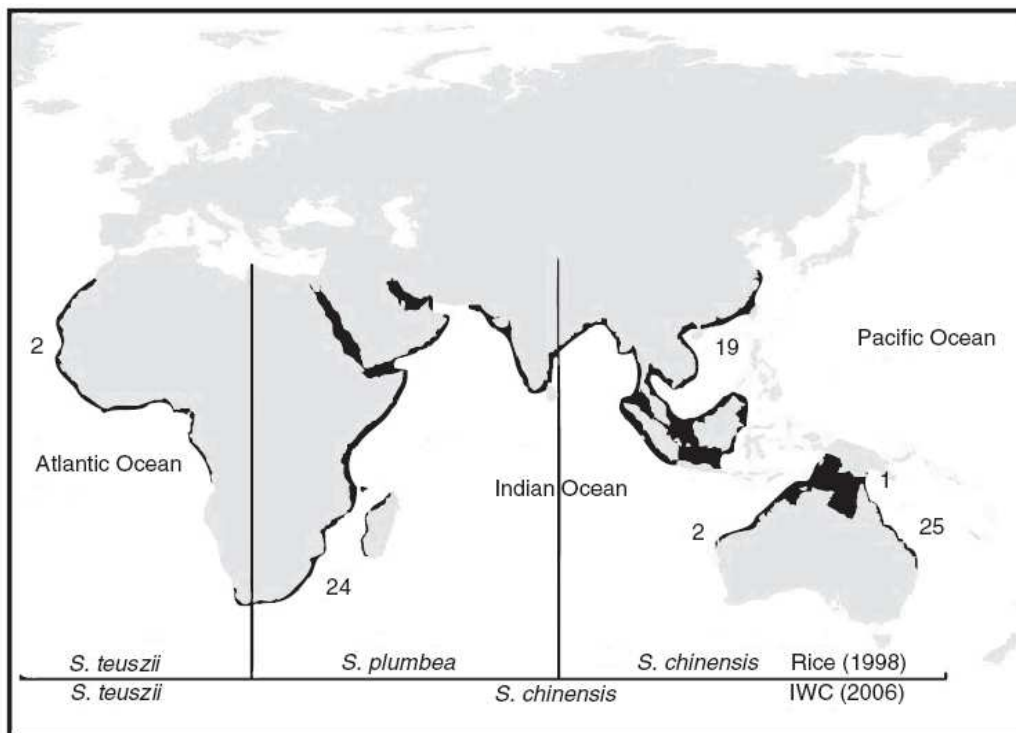 19
Pacific Ocean
2
Atlantic Ocean
Indian Ocean
1
2
25
24
S. teuszii S. plumbea S. chinensis Rice (1998)
S. teuszii S. chinensis IWC (2006)